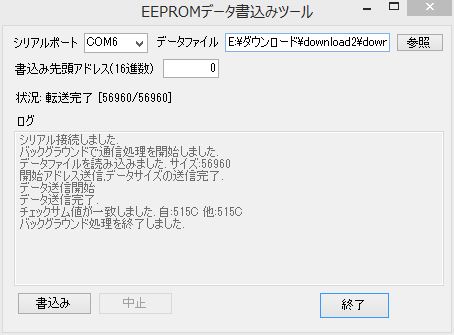 EEPROMデータ書込みツール
シリアルポート COM6 データファイル E:¥ダウンロード¥download2¥dowr 参照
書込み先頭アドレス(16進数) 0
状況: 転送完了 [56960/56960]
ログ
シリアル接続しました.
バックグラウンドで通信処理を開始しました.
データファイルを読み込みました. サイズ:56960
開始アドレス送信,データサイズの送信完了.
データ送信開始
データ送信完了.
チェックサム値が一致しました. 自:515C 他:515C
バックグラウンド処理を終了しました.
書込み 中止 終了